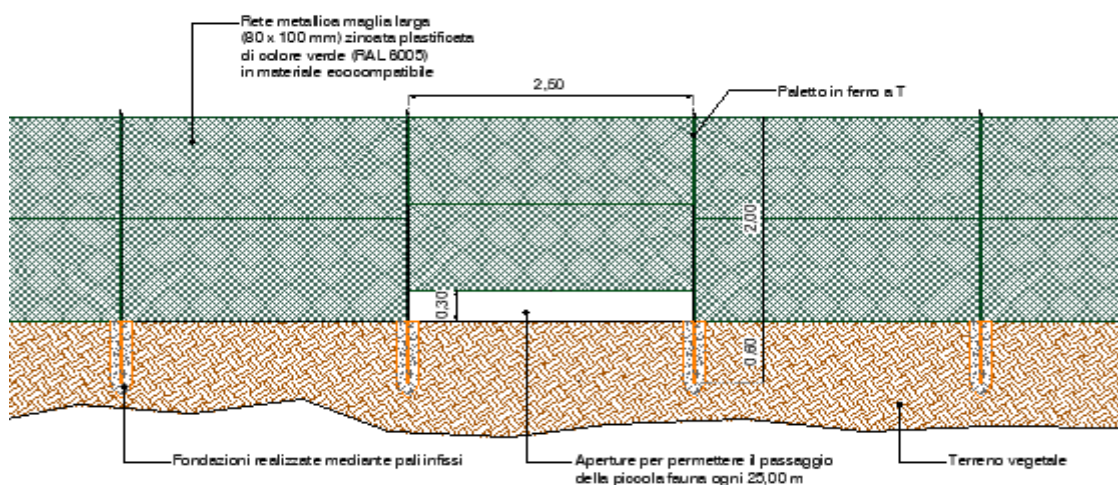 Rete metallica maglia larga
(80 x 100 mm) zincata plastificata
di colore verde (RAL 6005)
in materiale ecocompatibile
2,50
Paletto in ferro a T
2,00
0,30
0,60
Fondazioni realizzate mediante pali infissi
Aperture per permettere il passaggio
della piccola fauna ogni 25,00 m
Terreno vegetale